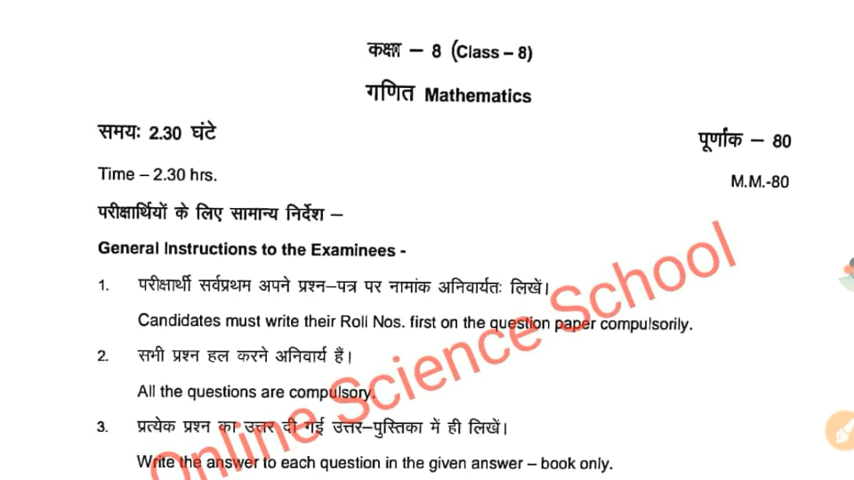 कक्षा – 8 (Class – 8)
गणित Mathematics
समयः 2.30 घंटे
पूर्णांक – 80
Time – 2.30 hrs.
M.M.-80
परीक्षार्थियों के लिए सामान्य निर्देश –
General Instructions to the Examinees -
1. परीक्षार्थी सर्वप्रथम अपने प्रश्न–पत्र पर नामांक अनिवार्यतः लिखें।
Candidates must write their Roll Nos. first on the question paper compulsorily.
2. सभी प्रश्न हल करने अनिवार्य हैं।
All the questions are compulsory.
3. प्रत्येक प्रश्न का उत्तर दी गई उत्तर–पुस्तिका में ही लिखें।
Write the answer to each question in the given answer – book only.
Online Science School